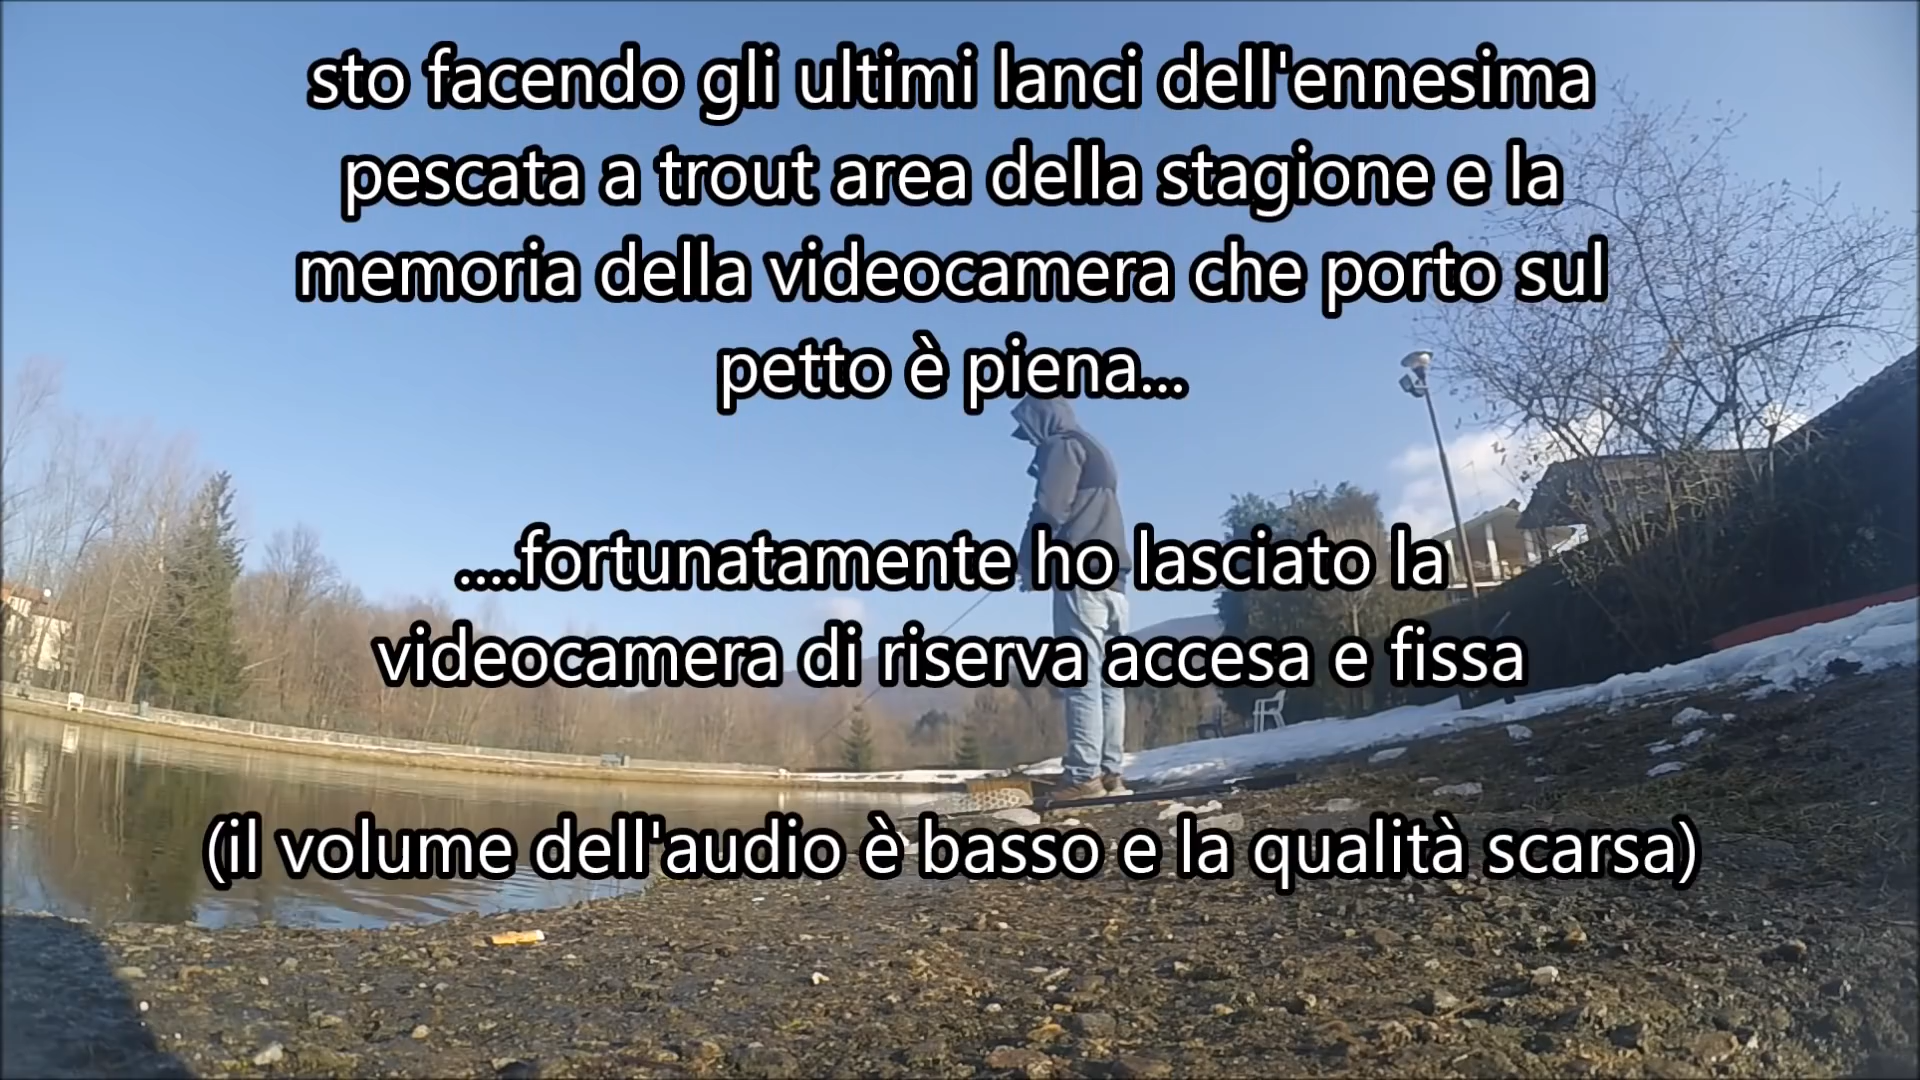 sto facendo gli ultimi lanci dell'ennesima
pescata a trout area della stagione e la
memoria della videocamera che porto sul
petto è piena...
....fortunatamente ho lasciato la
videocamera di riserva accesa e fissa
(il volume dell'audio è basso e la qualità scarsa)